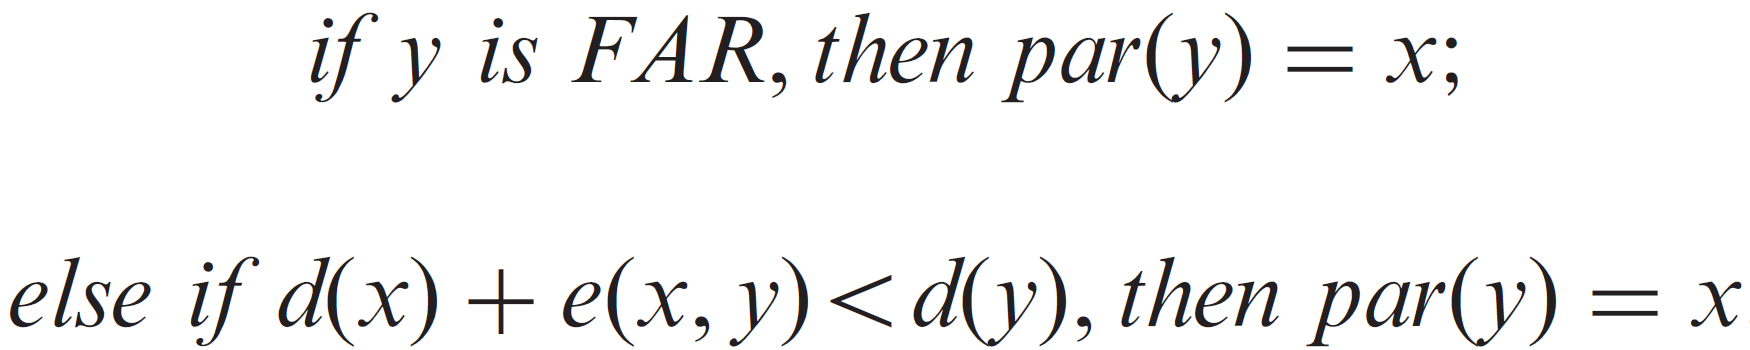 if y is FAR, then par(y) = x;
else if d(x) + e(x, y) < d(y), then par(y) = x